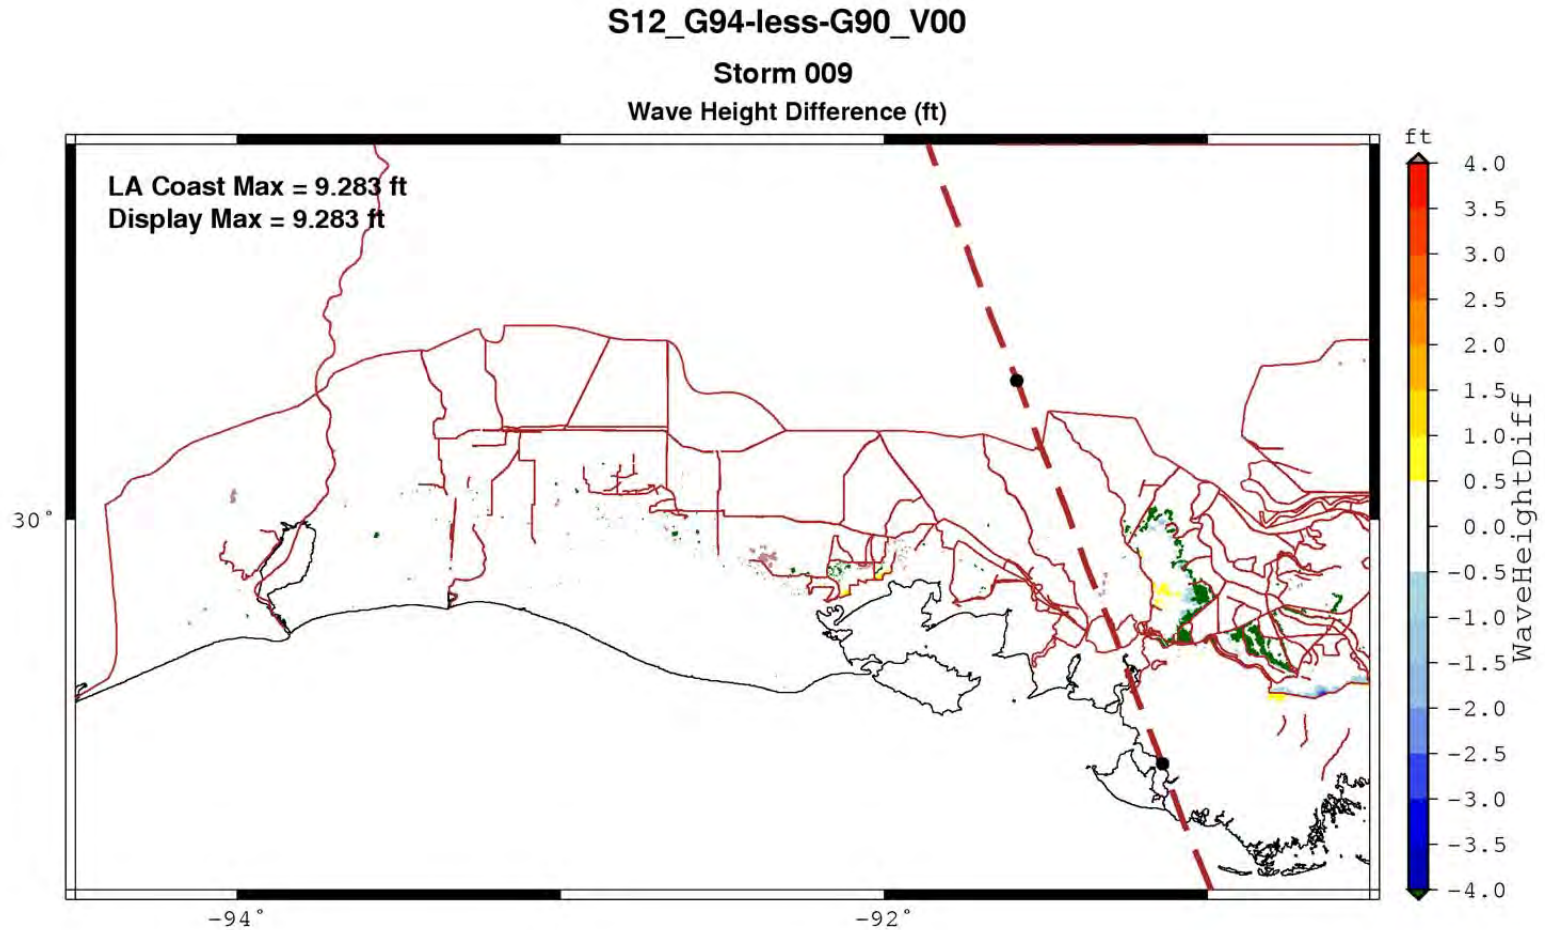 S12_G94-less-G90_V00
Storm 009
Wave Height Difference (ft)
LA Coast Max = 9.283 ft
Display Max = 9.283 ft
30°
-94°
-92°
ft
4.0
3.5
3.0
2.5
2.0
1.5
1.0
0.5
0.0
-0.5
-1.0
-1.5
-2.0
-2.5
-3.0
-3.5
-4.0
WaveHeightDiff